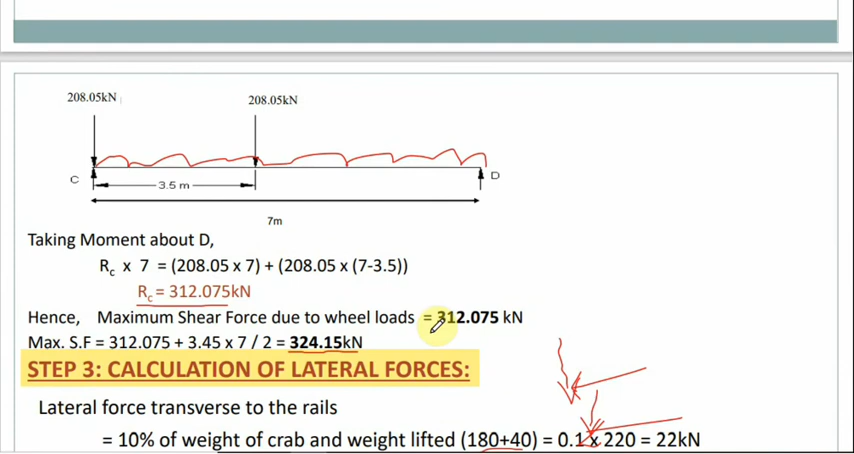 208.05kN
208.05kN
C
3.5 m
D
7m
Taking Moment about D,
Rc x 7 = (208.05 x 7) + (208.05 x (7-3.5))
Rc = 312.075kN
Hence, Maximum Shear Force due to wheel loads = 312.075 kN
Max. S.F = 312.075 + 3.45 x 7 / 2 = 324.15kN
STEP 3: CALCULATION OF LATERAL FORCES:
Lateral force transverse to the rails
= 10% of weight of crab and weight lifted (180+40) = 0.1 x 220 = 22kN